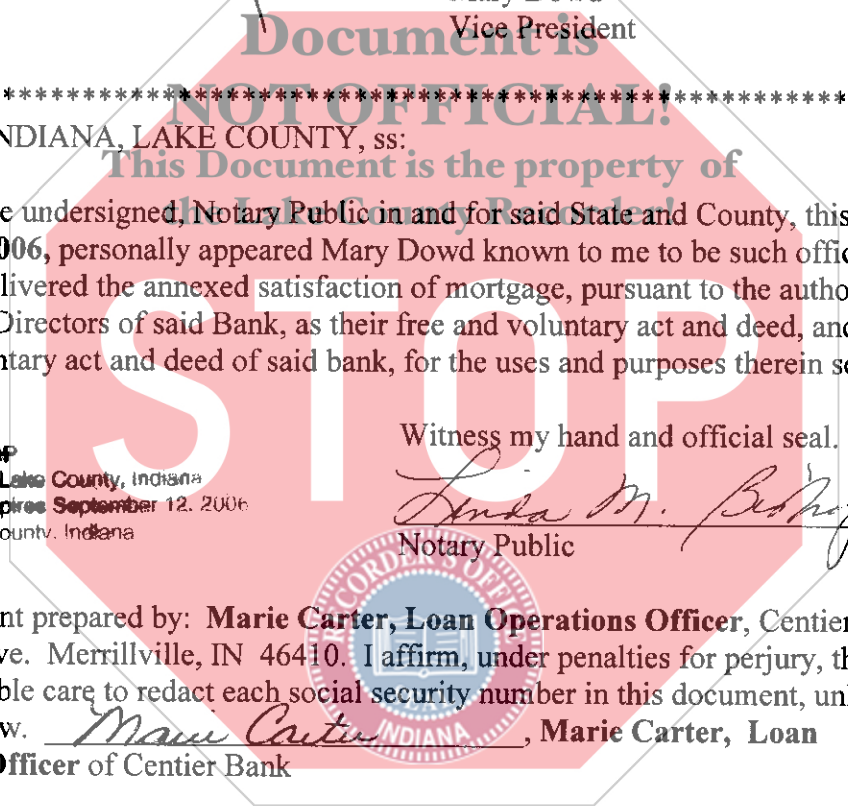 Mary Dowd
Vice President
Document is
NOT OFFICIAL!
This Document is the property of
the Lake County Recorder!
STOP
******************************************************
NDIANA, LAKE COUNTY, ss:
e undersigned, Notary Public in and for said State and County, this
006, personally appeared Mary Dowd known to me to be such offic
livered the annexed satisfaction of mortgage, pursuant to the autho
Directors of said Bank, as their free and voluntary act and deed, and
ntary act and deed of said bank, for the uses and purposes therein se
Witness my hand and official seal.
Lake County, Indiana
pires September 12. 2006
ounty. Indiana
Linda M. Bisho
Notary Public
RECORDER'S OFFICE
INDIANA
nt prepared by: Marie Carter, Loan Operations Officer, Centier
ve. Merrillville, IN 46410. I affirm, under penalties for perjury, th
ble care to redact each social security number in this document, unl
w. Marie Carter, Marie Carter, Loan
Officer of Centier Bank